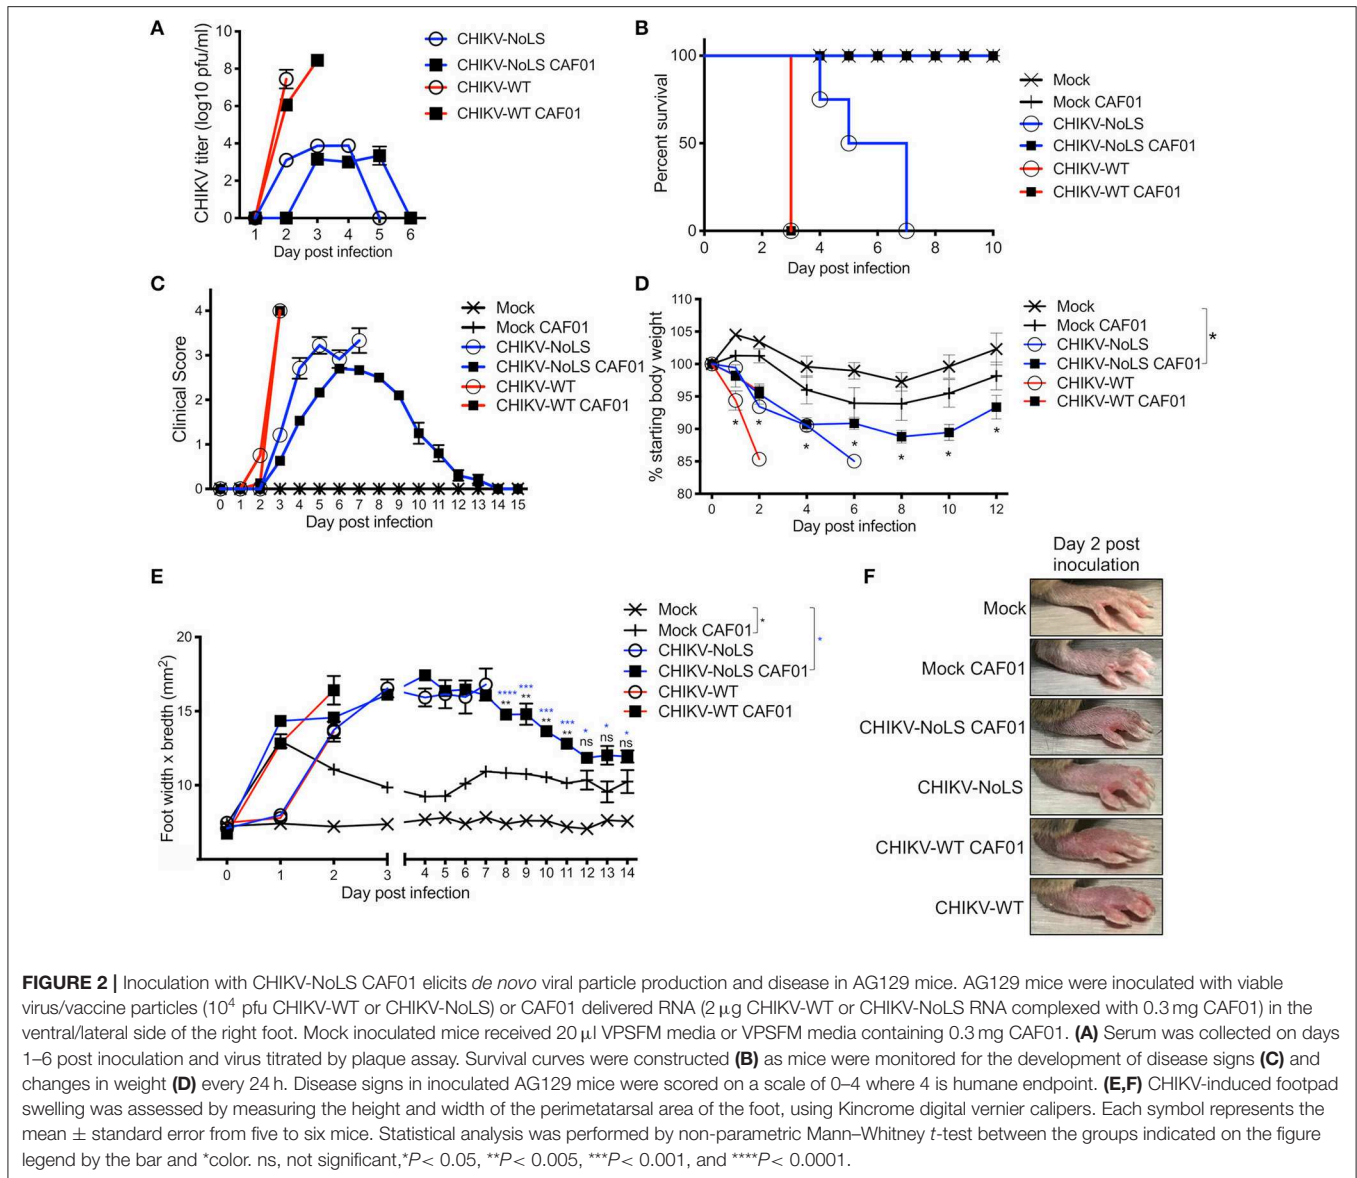 A
CHIKV titer (log10 pfu/ml)
10
8
6
4
2
0
1 2 3 4 5 6
Day post infection
CHIKV-NoLS
CHIKV-NoLS CAF01
CHIKV-WT
CHIKV-WT CAF01
B
Percent survival
100
50
0
0 2 4 6 8 10
Day post infection
Mock
Mock CAF01
CHIKV-NoLS
CHIKV-NoLS CAF01
CHIKV-WT
CHIKV-WT CAF01
C
Clinical Score
4
3
2
1
0
0 1 2 3 4 5 6 7 8 9 10 11 12 13 14 15
Day post infection
Mock
Mock CAF01
CHIKV-NoLS
CHIKV-NoLS CAF01
CHIKV-WT
CHIKV-WT CAF01
D
% starting body weight
110
105
100
95
90
85
80
* * * * * * *
0 2 4 6 8 10 12
Day post infection
Mock
Mock CAF01
CHIKV-NoLS
CHIKV-NoLS CAF01
CHIKV-WT
CHIKV-WT CAF01
*
E
Foot width x bredth (mm²)
20
15
10
**** *** *** *** * * *
** ** ** ** ns ns ns
0 1 2 3 4 5 6 7 8 9 10 11 12 13 14
Day post infection
Mock
Mock CAF01
CHIKV-NoLS
CHIKV-NoLS CAF01
CHIKV-WT
CHIKV-WT CAF01
* *
F
Day 2 post
inoculation
Mock
Mock CAF01
CHIKV-NoLS CAF01
CHIKV-NoLS
CHIKV-WT CAF01
CHIKV-WT
FIGURE 2 | Inoculation with CHIKV-NoLS CAF01 elicits de novo viral particle production and disease in AG129 mice. AG129 mice were inoculated with viable
virus/vaccine particles (10⁴ pfu CHIKV-WT or CHIKV-NoLS) or CAF01 delivered RNA (2 μg CHIKV-WT or CHIKV-NoLS RNA complexed with 0.3 mg CAF01) in the
ventral/lateral side of the right foot. Mock inoculated mice received 20 μl VPSFM media or VPSFM media containing 0.3 mg CAF01. (A) Serum was collected on days
1–6 post inoculation and virus titrated by plaque assay. Survival curves were constructed (B) as mice were monitored for the development of disease signs (C) and
changes in weight (D) every 24 h. Disease signs in inoculated AG129 mice were scored on a scale of 0–4 where 4 is humane endpoint. (E,F) CHIKV-induced footpad
swelling was assessed by measuring the height and width of the perimetatarsal area of the foot, using Kincrome digital vernier calipers. Each symbol represents the
mean ± standard error from five to six mice. Statistical analysis was performed by non-parametric Mann–Whitney t-test between the groups indicated on the figure
legend by the bar and *color. ns, not significant,*P< 0.05, **P< 0.005, ***P< 0.001, and ****P< 0.0001.